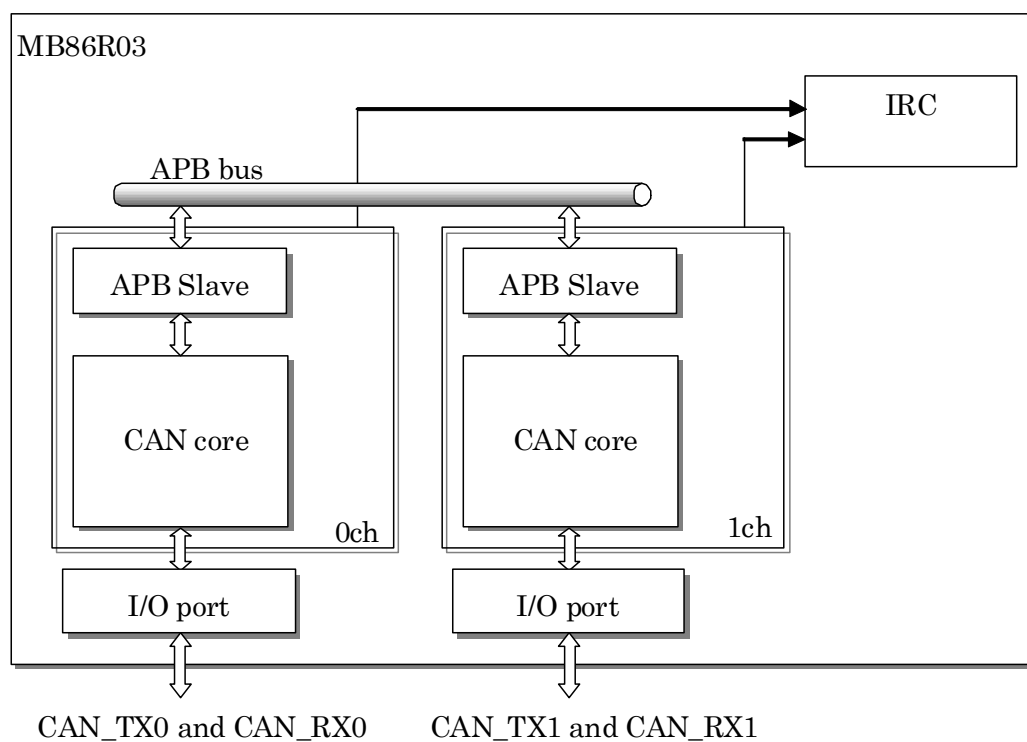 MB86R03
IRC
APB bus
APB Slave
APB Slave
CAN core
CAN core
0ch
1ch
I/O port
I/O port
CAN_TX0 and CAN_RX0
CAN_TX1 and CAN_RX1